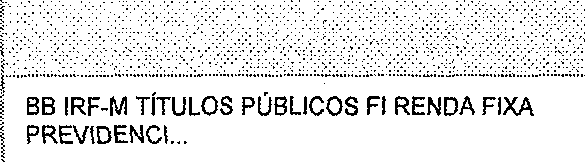 BB IRF-M TÍTULOS PÚBLICOS FI RENDA FIXA
PREVIDENCI...